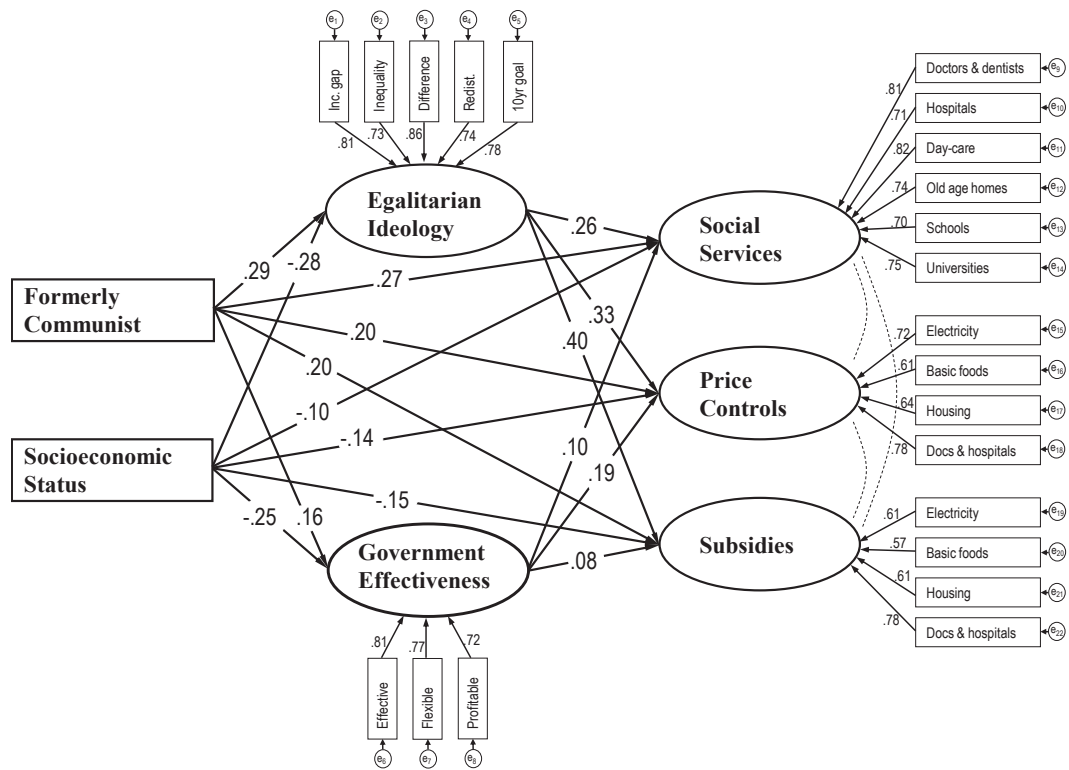 e1
e2
e3
e4
e5
Inc. gap
Inequality
Difference
Redist.
10yr goal
.81
.73
.86
.74
.78
Egalitarian
Ideology
Formerly
Communist
Socioeconomic
Status
Government
Effectiveness
.29
-.28
.27
.20
.20
-.10
-.14
-.15
-.25
.16
.26
.33
.40
.10
.19
.08
.81
.77
.72
Effective
Flexible
Profitable
e6
e7
e8
Social
Services
Price
Controls
Subsidies
.81
Doctors & dentists
e9
.71
Hospitals
e10
.82
Day-care
e11
.74
Old age homes
e12
.70
Schools
e13
.75
Universities
e14
.72
Electricity
e15
.61
Basic foods
e16
.64
Housing
e17
.78
Docs & hospitals
e18
.61
Electricity
e19
.57
Basic foods
e20
.61
Housing
e21
.78
Docs & hospitals
e22